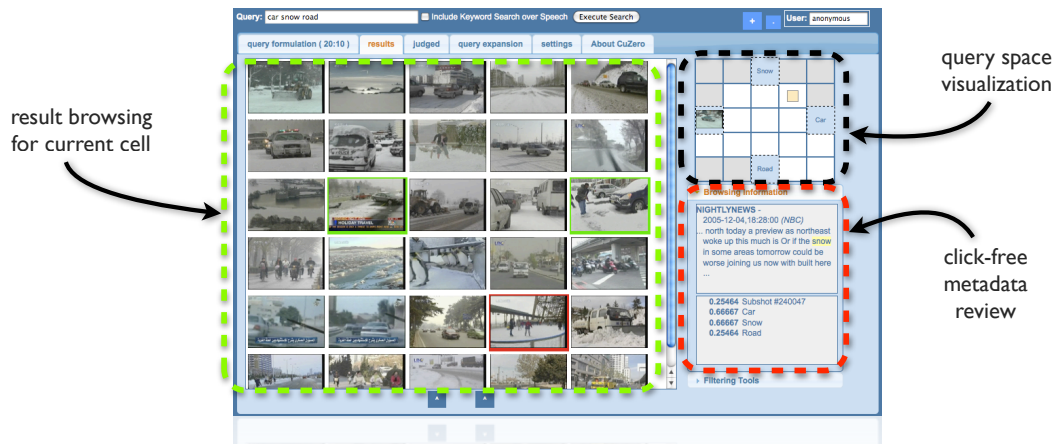 Query: car snow road
Include Keyword Search over Speech
Execute Search
+
-
User: anonymous
query formulation ( 20:10 )
results
judged
query expansion
settings
About CuZero
query space
visualization
Snow
Car
Road
result browsing
for current cell
HOLIDAY TRAVEL
Browsing Information
NIGHTLYNEWS -
2005-12-04,18:28:00 (NBC)
... north today a preview as northeast
woke up this much is Or if the snow
in some areas tomorrow could be
worse joining us now with built here
...
click-free
metadata
review
0.25464 Subshot #240047
0.66667 Car
0.66667 Snow
0.25464 Road
Filtering Tools